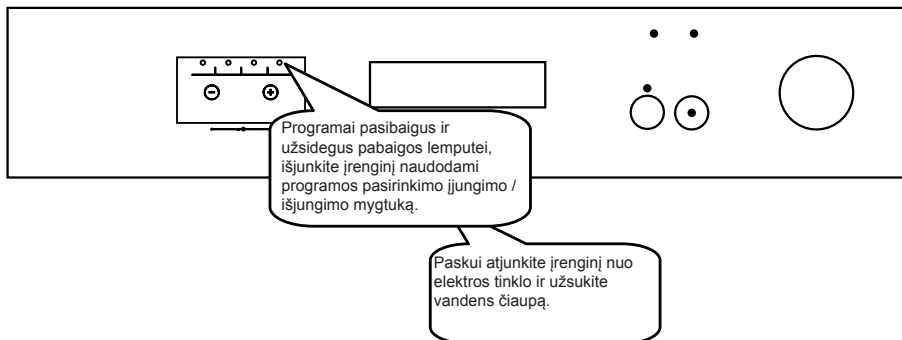 Programai pasibaigus ir
užsidegus pabaigos lemputei,
išjunkite įrenginį naudodami
programos pasirinkimo įjungimo /
išjungimo mygtuką.
Paskui atjunkite įrenginį nuo
elektros tinklo ir užsukite
vandens čiaupą.